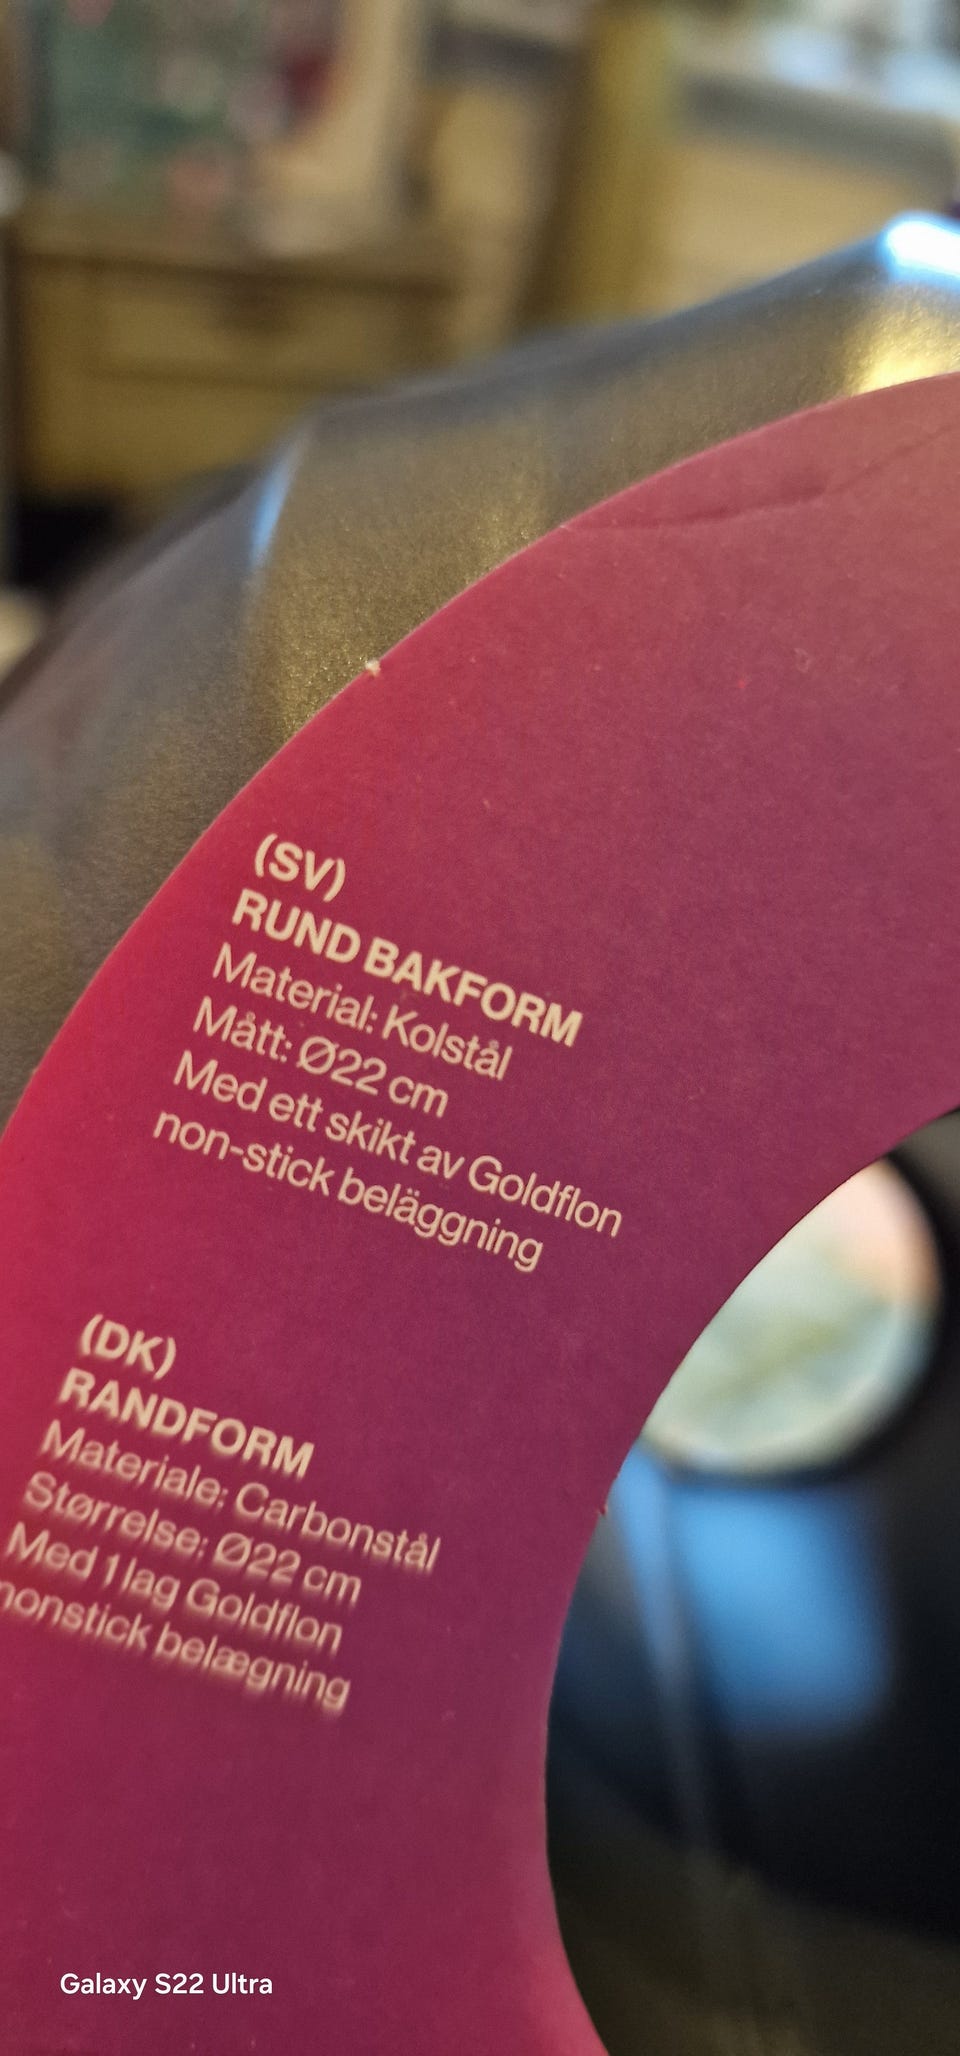 (SV)
RUND BAKFORM
Material: Kolstål
Mått: Ø22 cm
Med ett skikt av Goldflon
non-stick beläggning
(DK)
RANDFORM
Materiale: Carbonstål
Størrelse: Ø22 cm
Med 1 lag Goldflon
nonstick belægning
Galaxy S22 Ultra